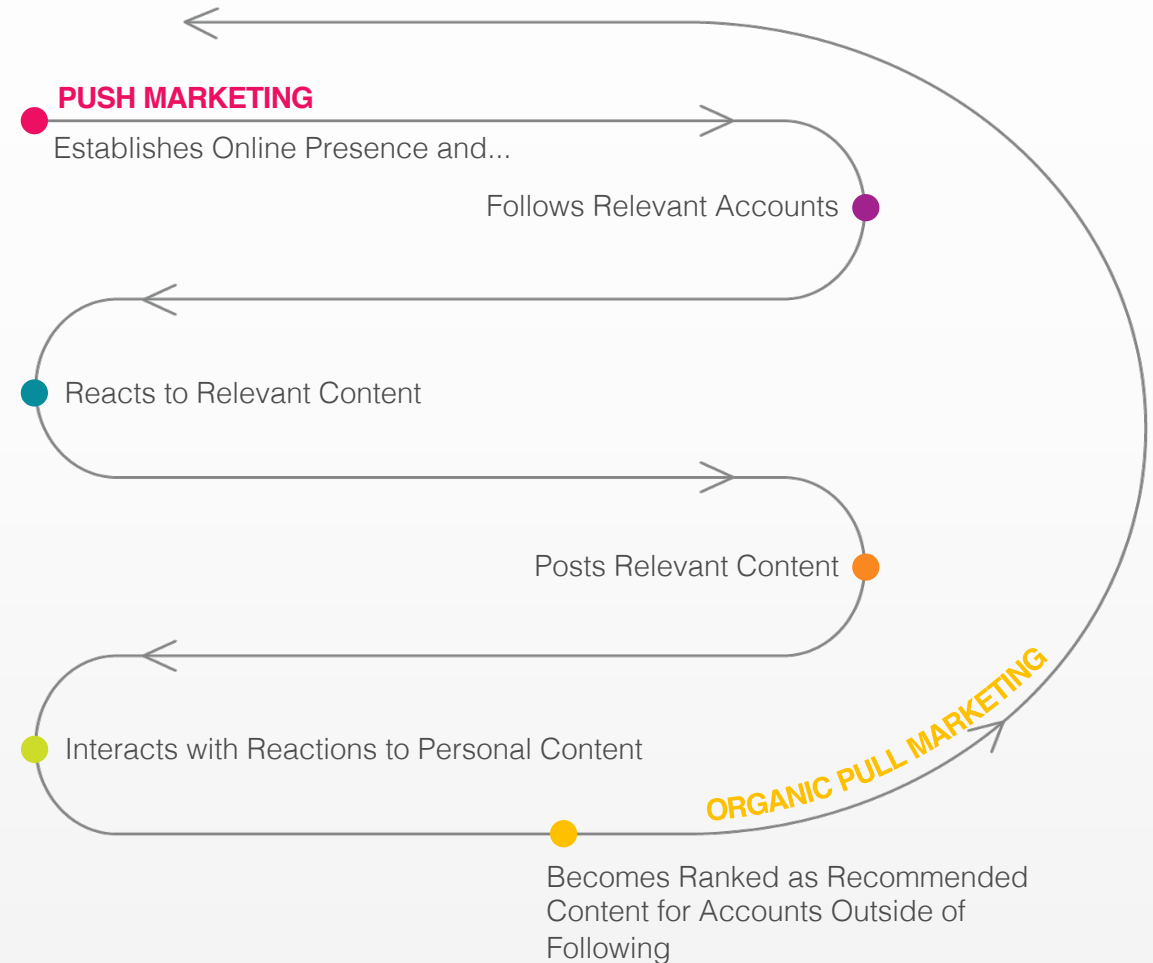 PUSH MARKETING
Establishes Online Presence and...
Follows Relevant Accounts
Reacts to Relevant Content
Posts Relevant Content
Interacts with Reactions to Personal Content
ORGANIC PULL MARKETING
Becomes Ranked as Recommended
Content for Accounts Outside of
Following